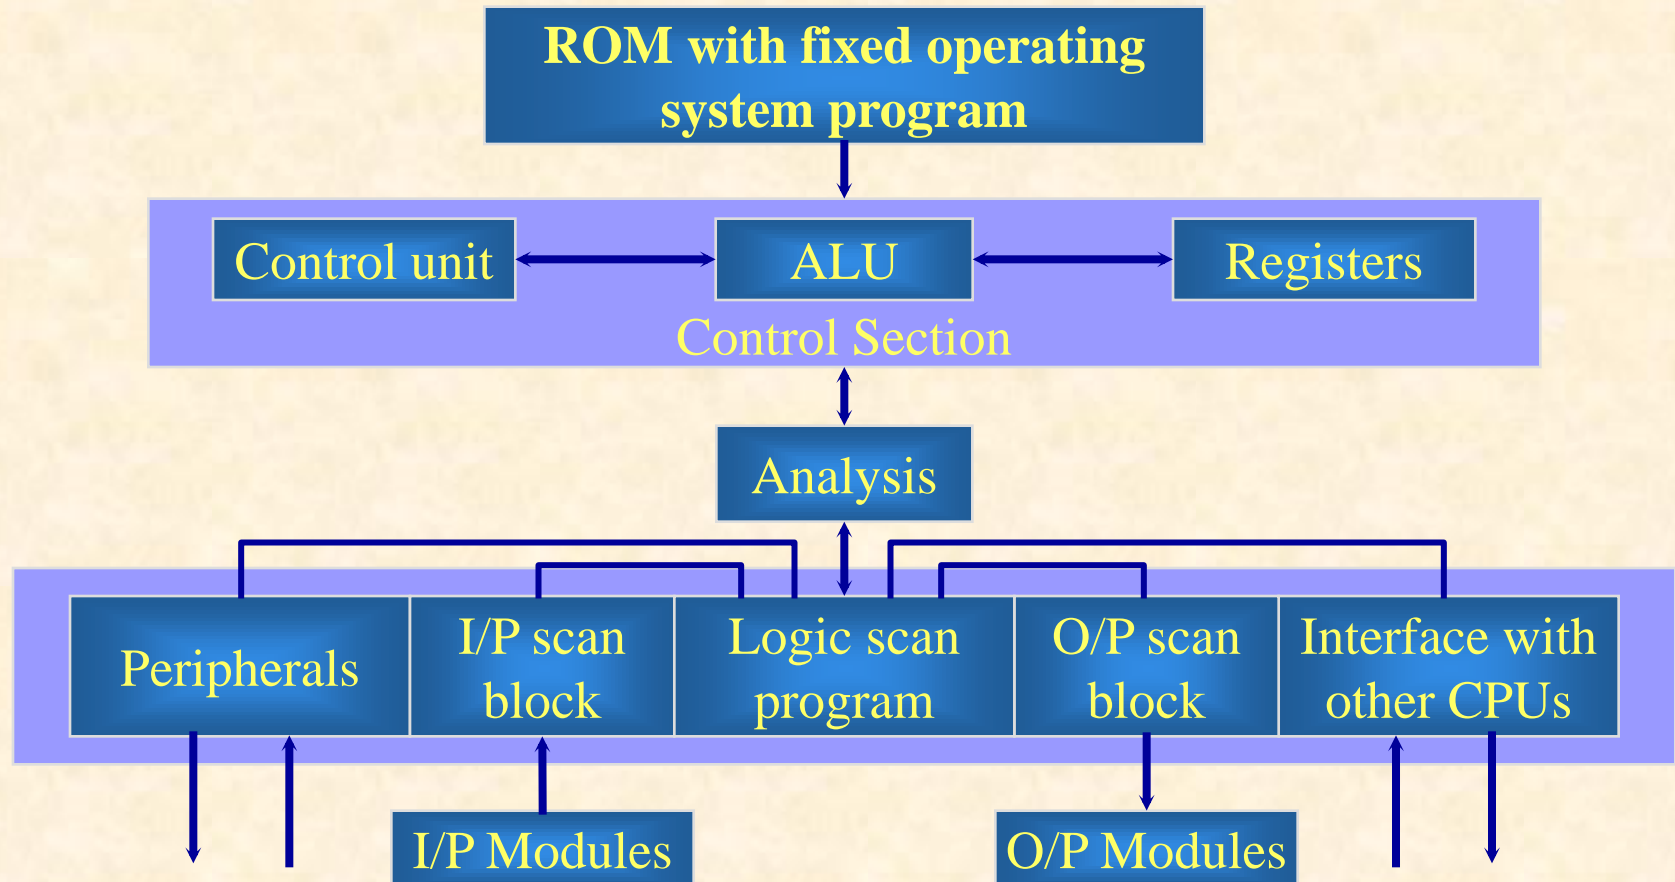 ROM with fixed operating
system program
Control unit
ALU
Registers
Control Section
Analysis
Peripherals
I/P scan
block
Logic scan
program
O/P scan
block
Interface with
other CPUs
I/P Modules
O/P Modules